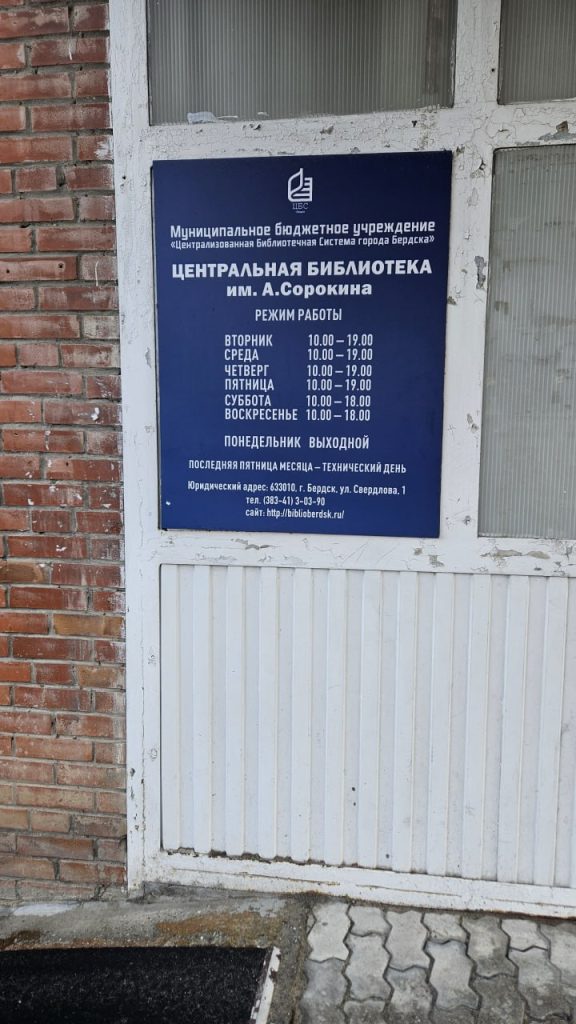 ЦБС
Муниципальное бюджетное учреждение
«Централизованная Библиотечная Система города Бердска»
ЦЕНТРАЛЬНАЯ БИБЛИОТЕКА
им. А.Сорокина
РЕЖИМ РАБОТЫ
ВТОРНИК 10.00 – 19.00
СРЕДА 10.00 – 19.00
ЧЕТВЕРГ 10.00 – 19.00
ПЯТНИЦА 10.00 – 19.00
СУББОТА 10.00 – 18.00
ВОСКРЕСЕНЬЕ 10.00 – 18.00
ПОНЕДЕЛЬНИК ВЫХОДНОЙ
ПОСЛЕДНЯЯ ПЯТНИЦА МЕСЯЦА – ТЕХНИЧЕСКИЙ ДЕНЬ
Юридический адрес: 633010, г. Бердск, ул. Свердлова, 1
тел. (383-41) 3-03-90
сайт: http://biblioberdsk.ru/